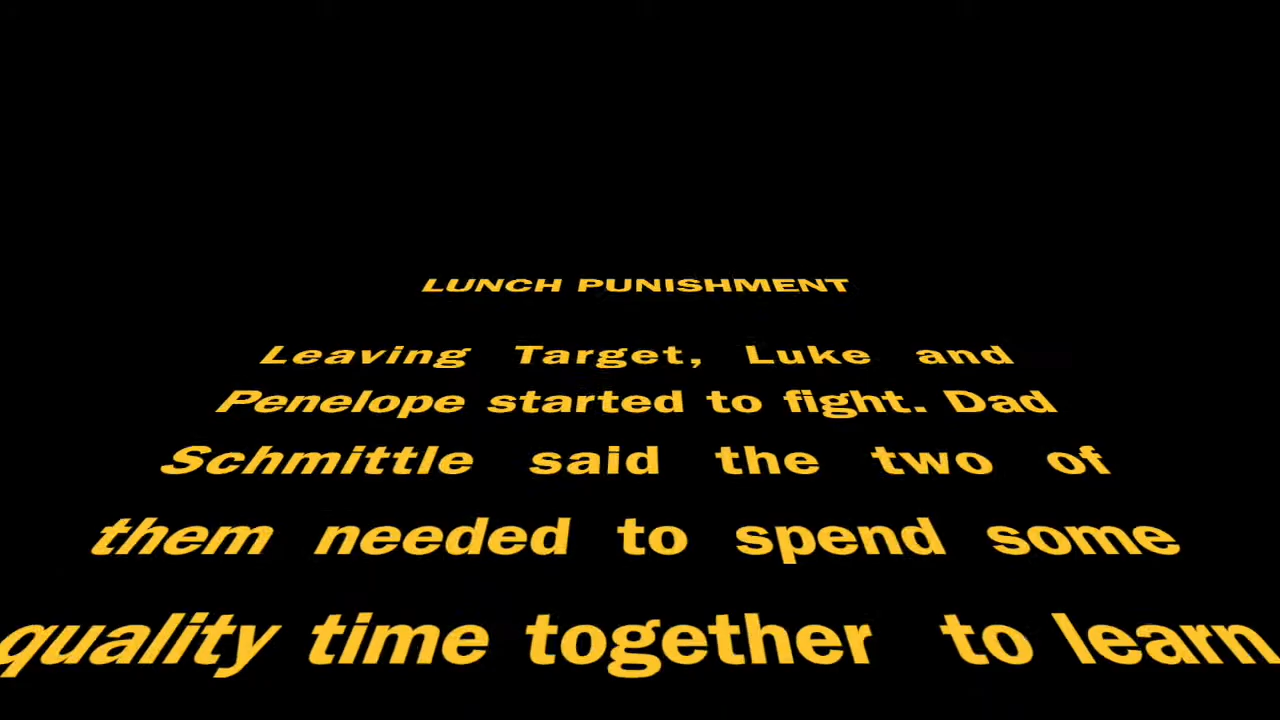 LUNCH PUNISHMENT
Leaving Target, Luke and
Penelope started to fight. Dad
Schmittle said the two of
them needed to spend some
quality time together to learn